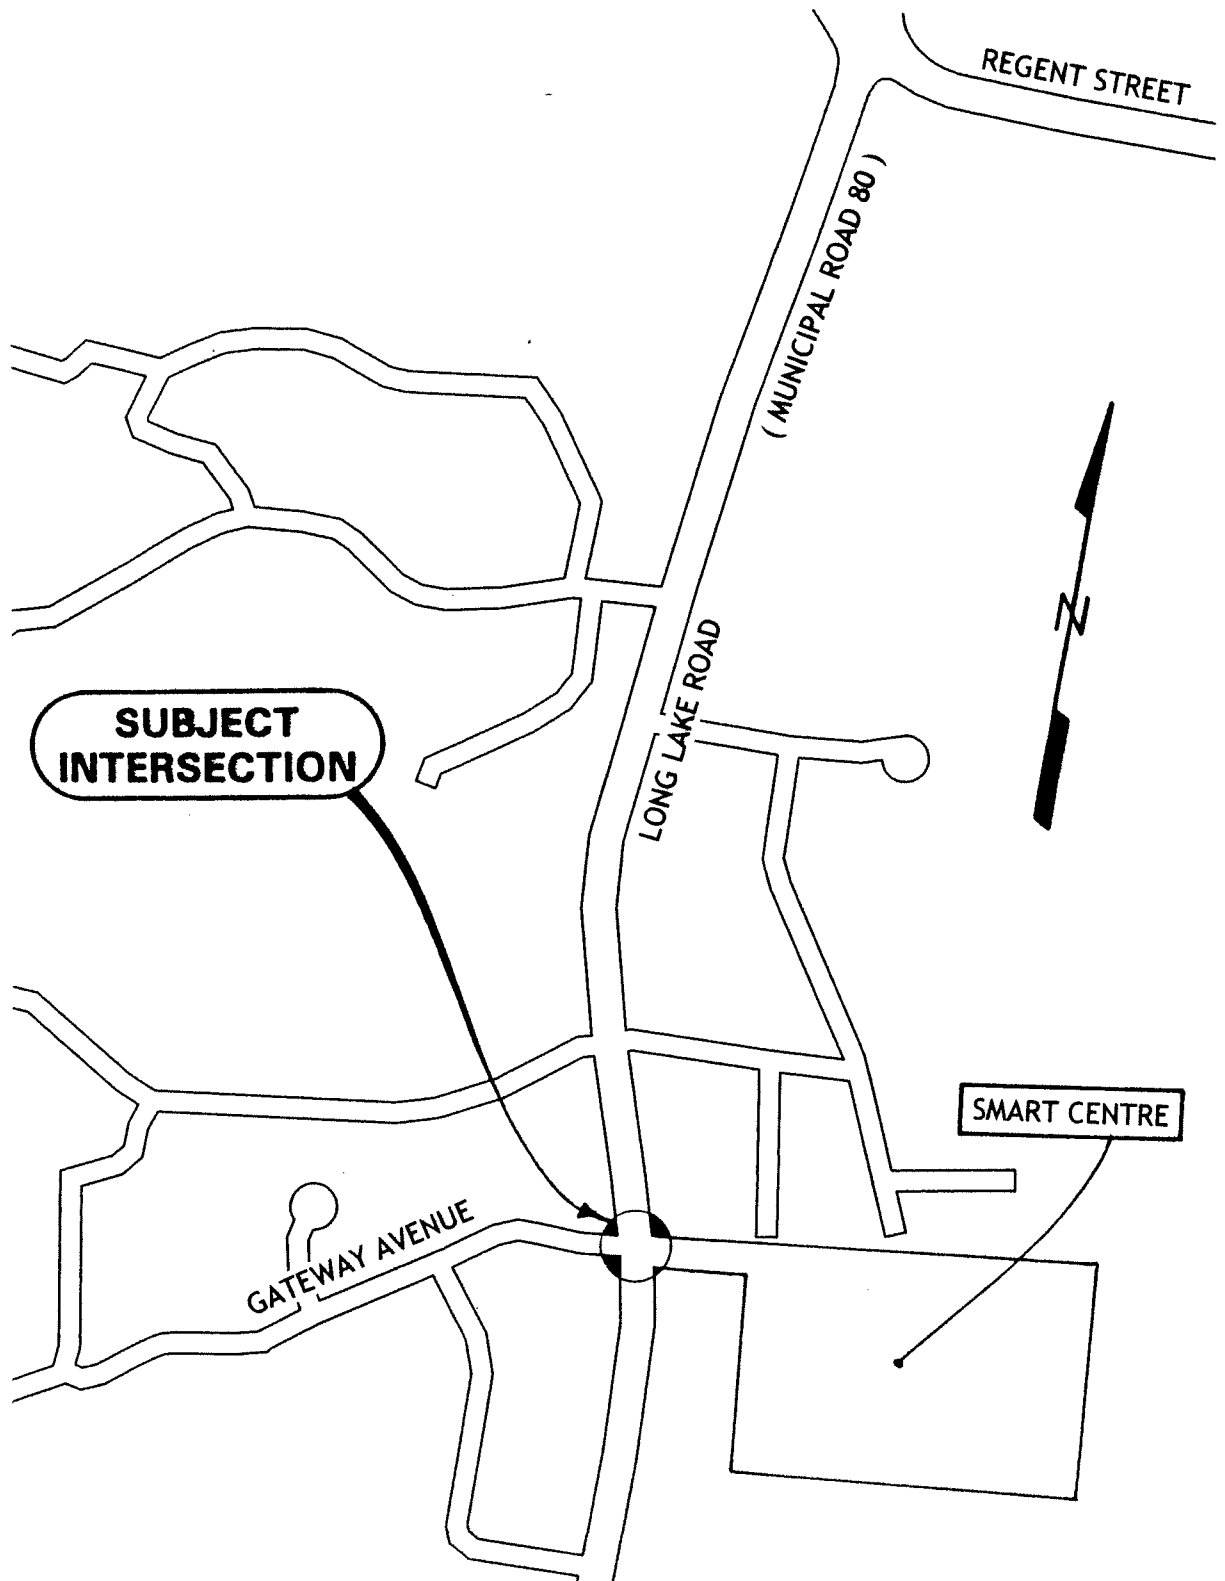 REGENT STREET
( MUNICIPAL ROAD 80 )
N
LONG LAKE ROAD
SUBJECT
INTERSECTION
SMART CENTRE
GATEWAY AVENUE